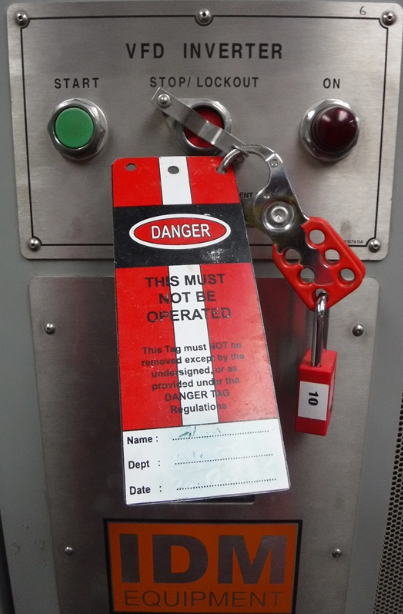 6
VFD INVERTER
START
STOP/LOCKOUT
ON
DANGER
THIS MUST
NOT BE
OPERATED
This Tag must NOT be
removed except by the
undersigned, or as
provided under the
DANGER TAG
Regulations
Name :
Dept :
Date :
10
IDM
EQUIPMENT